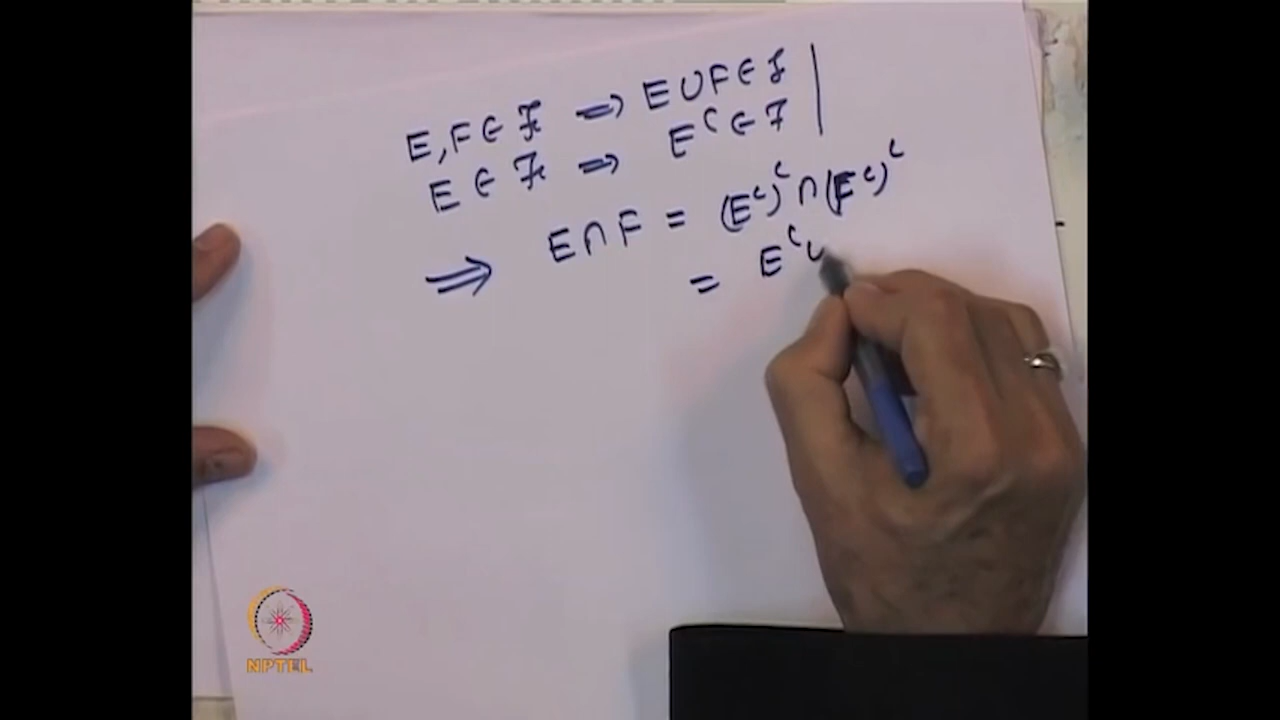 E, F ∈ 𝓕 ⇒ E ∪ F ∈ 𝓕
E ∈ 𝓕 ⇒ E^c ∈ 𝓕
⇒ E ∩ F = (E^c)^c ∩ (F^c)^c
= E^c ∪
NPTEL